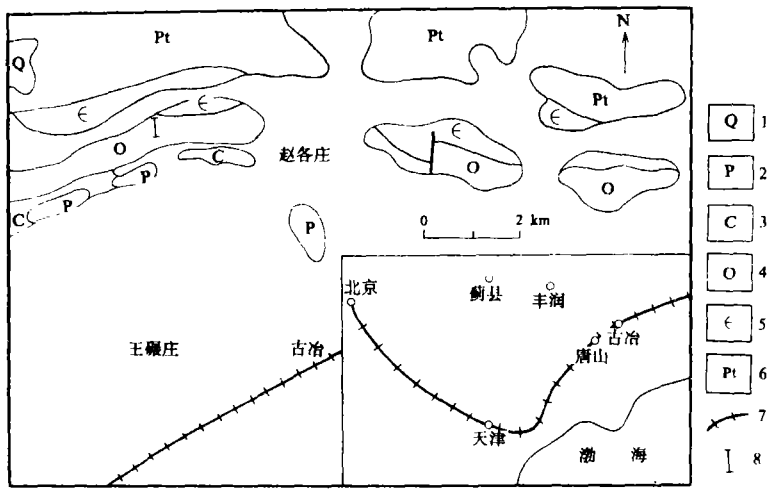 Pt
Pt
N
Q
∈
∈
∈
Pt
∈
Q 1
O
C
赵各庄
O
O
P 2
P
P
C
C 3
P
0 2 km
O 4
北京
蓟县
丰润
∈ 5
王碾庄
古冶
古冶
唐山
Pt 6
天津
渤海
7
8